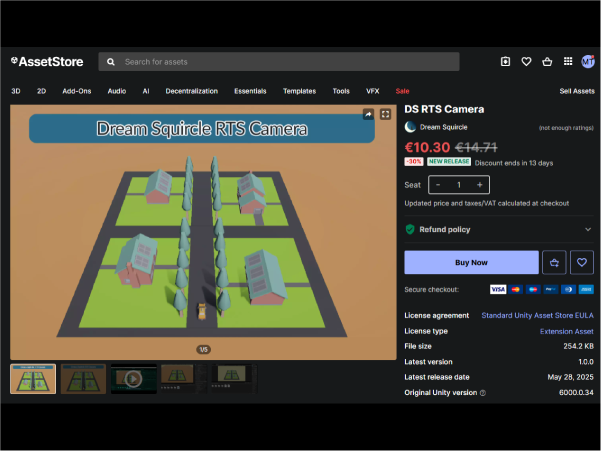 AssetStore
Search for assets
MT
3D 2D Add-Ons Audio AI Decentralization Essentials Templates Tools VFX Sale Sell Assets
Dream Squircle RTS Camera
1/5
DS RTS Camera
Dream Squircle (not enough ratings)
€10.30 €14.71
-30% NEW RELEASE Discount ends in 13 days
Seat - 1 +
Updated price and taxes/VAT calculated at checkout
Refund policy
Buy Now
Secure checkout: VISA
License agreement Standard Unity Asset Store EULA
License type Extension Asset
File size 254.2 KB
Latest version 1.0.0
Latest release date May 28, 2025
Original Unity version 6000.0.34